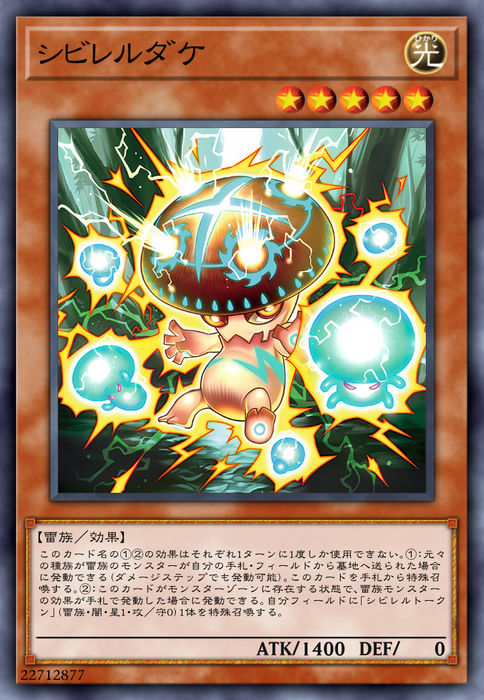 シビレルダケ
ひかり
光
【雷族／効果】
このカード名の①②の効果はそれぞれ1ターンに1度しか使用できない。①：元々
の種族が雷族のモンスターが自分の手札・フィールドから墓地へ送られた場合
に発動できる(ダメージステップでも発動可能)。このカードを手札から特殊召
喚する。②：このカードがモンスターゾーンに存在する状態で、雷族モンスター
の効果が手札で発動した場合に発動できる。自分フィールドに「シビレルトーク
ン」(雷族・闇・星1・攻／守0)1体を特殊召喚する。
ATK/1400 DEF/ 0
22712877